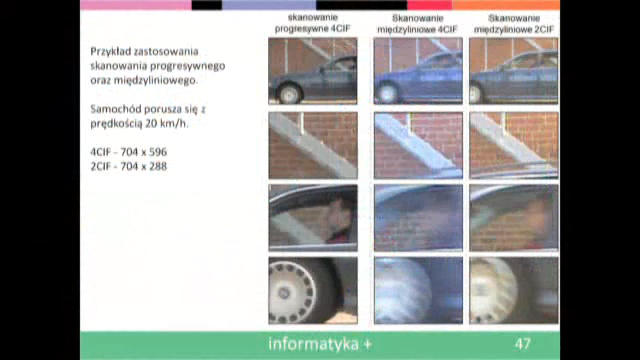 skanowanie
progresywne 4CIF
Skanowanie
międzyliniowe 4CIF
Skanowanie
międzyliniowe 2CIF
Przykład zastosowania
skanowania progresywnego
oraz międzyliniowego.
Samochód porusza się z
prędkością 20 km/h.
4CIF - 704 x 596
2CIF - 704 x 288
informatyka +
47